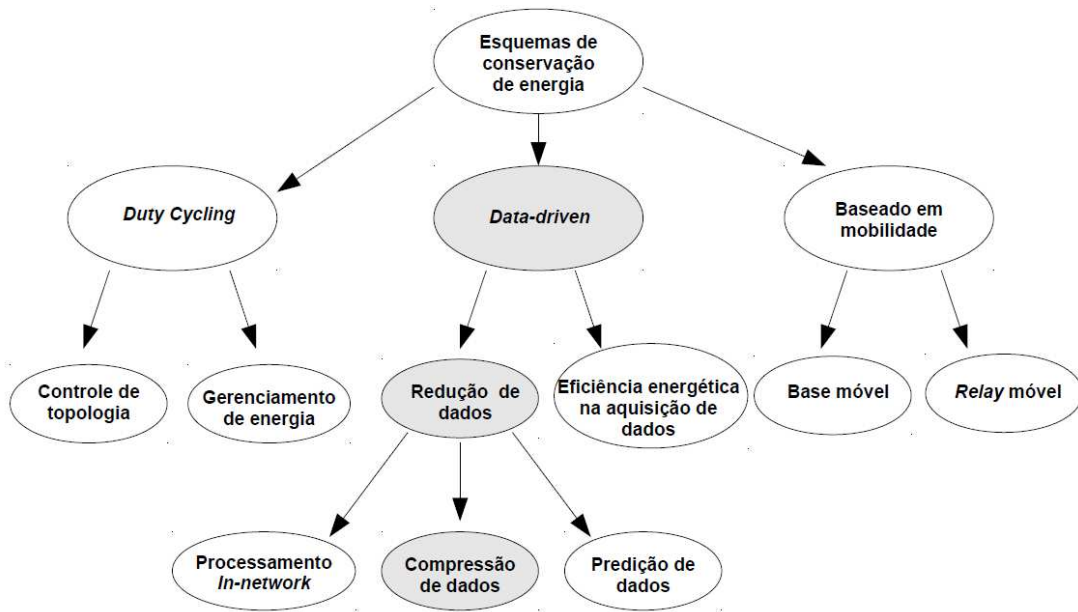 Esquemas de
conservação
de energia
Duty Cycling
Data-driven
Baseado em
mobilidade
Controle de
topologia
Gerenciamento
de energia
Redução de
dados
Eficiência energética
na aquisição de
dados
Base móvel
Relay móvel
Processamento
In-network
Compressão
de dados
Predição de
dados